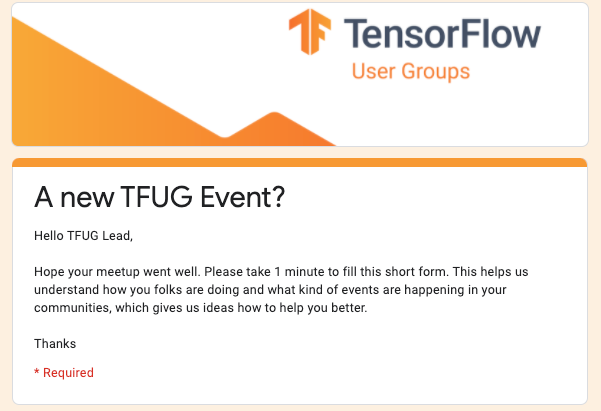 TensorFlow
User Groups
A new TFUG Event?
Hello TFUG Lead,
Hope your meetup went well. Please take 1 minute to fill this short form. This helps us
understand how you folks are doing and what kind of events are happening in your
communities, which gives us ideas how to help you better.
Thanks
* Required